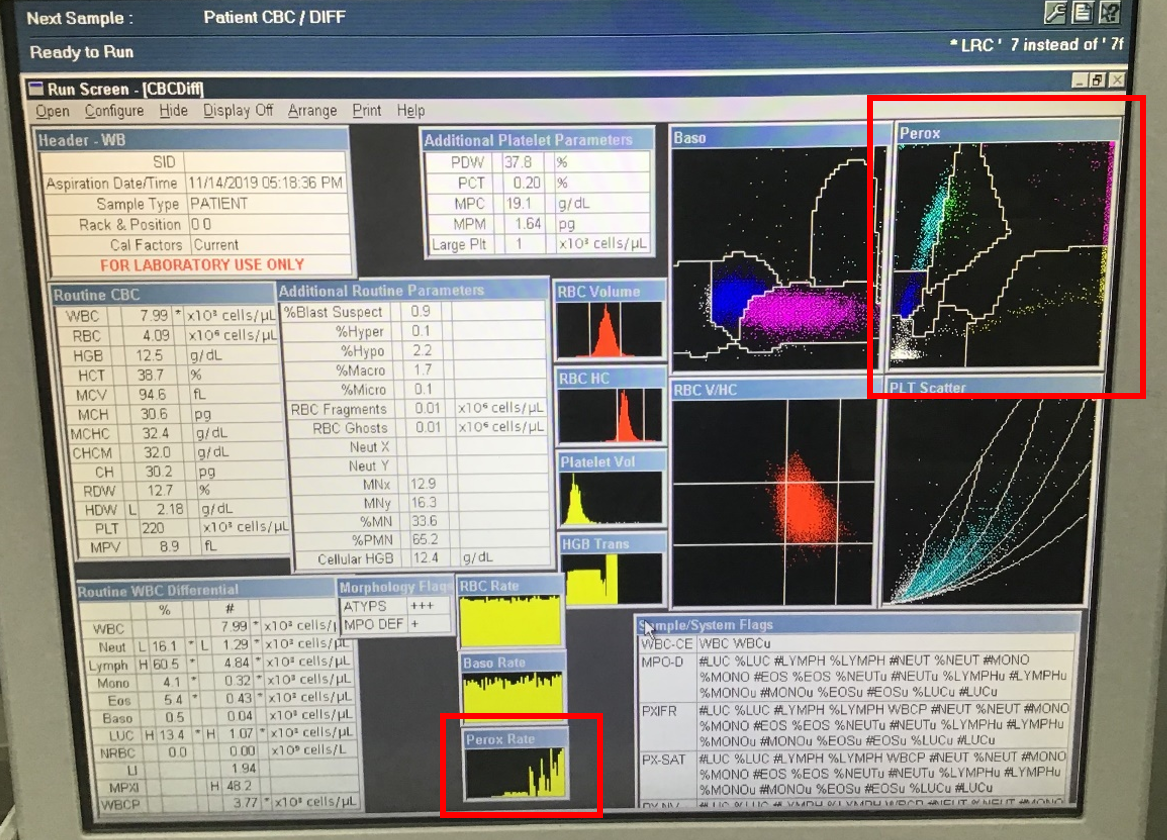 Next Sample : Patient CBC / DIFF
Ready to Run * LRC ' 7 instead of ' 7f
Run Screen - [CBCDiff]
Open Configure Hide Display Off Arrange Print Help
Header - WB
SID
Aspiration Date/Time 11/14/2019 05:18:36 PM
Sample Type PATIENT
Rack & Position 0 0
Cal Factors Current
FOR LABORATORY USE ONLY
Additional Platelet Parameters
PDW 37.8 %
PCT 0.20 %
MPC 19.1 g/dL
MPM 1.64 pg
Large Plt 1 x10³ cells/µL
Baso
Perox
Routine CBC
WBC 7.99 * x10³ cells/µL
RBC 4.09 x10⁶ cells/µL
HGB 12.5 g/dL
HCT 38.7 %
MCV 94.6 fL
MCH 30.6 pg
MCHC 32.4 g/dL
CHCM 32.0 g/dL
CH 30.2 pg
RDW 12.7 %
HDW L 2.18 g/dL
PLT 220 x10³ cells/µL
MPV 8.9 fL
Additional Routine Parameters
%Blast Suspect 0.9
%Hyper 0.1
%Hypo 2.2
%Macro 1.7
%Micro 0.1
RBC Fragments 0.01 x10⁶ cells/µL
RBC Ghosts 0.01 x10⁶ cells/µL
Neut X
Neut Y
MNx 12.9
MNy 16.3
%MN 33.6
%PMN 65.2
Cellular HGB 12.4 g/dL
RBC Volume
RBC HC
Platelet Vol
HGB Trans
RBC V/HC
PLT Scatter
Routine WBC Differential
% #
WBC 7.99 * x10³ cells/µ
Neut L 16.1 * L 1.29 * x10³ cells/µL
Lymph H 60.5 * 4.84 * x10³ cells/µL
Mono 4.1 * 0.32 * x10³ cells/µL
Eos 5.4 * 0.43 * x10³ cells/µL
Baso 0.5 0.04 x10³ cells/µL
LUC H 13.4 * H 1.07 * x10³ cells/µL
NRBC 0.0 0.00 x10⁹ cells/L
LI 1.94
MPXI H 48.2
WBCP 3.77 * x10³ cells/µL
Morphology Flags
ATYPS +++
MPO DEF +
RBC Rate
Baso Rate
Perox Rate
Sample/System Flags
WBC-CE WBC WBCu
MPO-D #LUC %LUC #LYMPH %LYMPH #NEUT %NEUT #MONO
%MONO #EOS %EOS %NEUTu #NEUTu %LYMPHu #LYMPHu
%MONOu #MONOu %EOSu #EOSu %LUCu #LUCu
PXIFR #LUC %LUC #LYMPH %LYMPH WBCP #NEUT %NEUT #MONO
%MONO #EOS %EOS %NEUTu #NEUTu %LYMPHu #LYMPHu
%MONOu #MONOu %EOSu #EOSu %LUCu #LUCu
PX-SAT #LUC %LUC #LYMPH %LYMPH WBCP #NEUT %NEUT #MONO
%MONO #EOS %EOS %NEUTu #NEUTu %LYMPHu #LYMPHu
%MONOu #MONOu %EOSu #EOSu %LUCu #LUCu